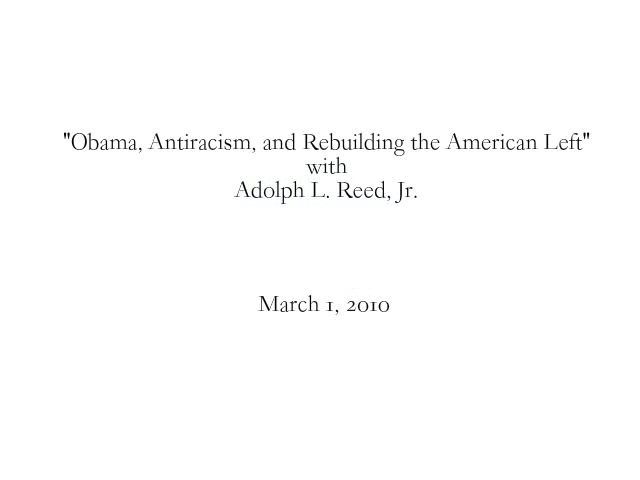 "Obama, Antiracism, and Rebuilding the American Left"
with
Adolph L. Reed, Jr.
March 1, 2010